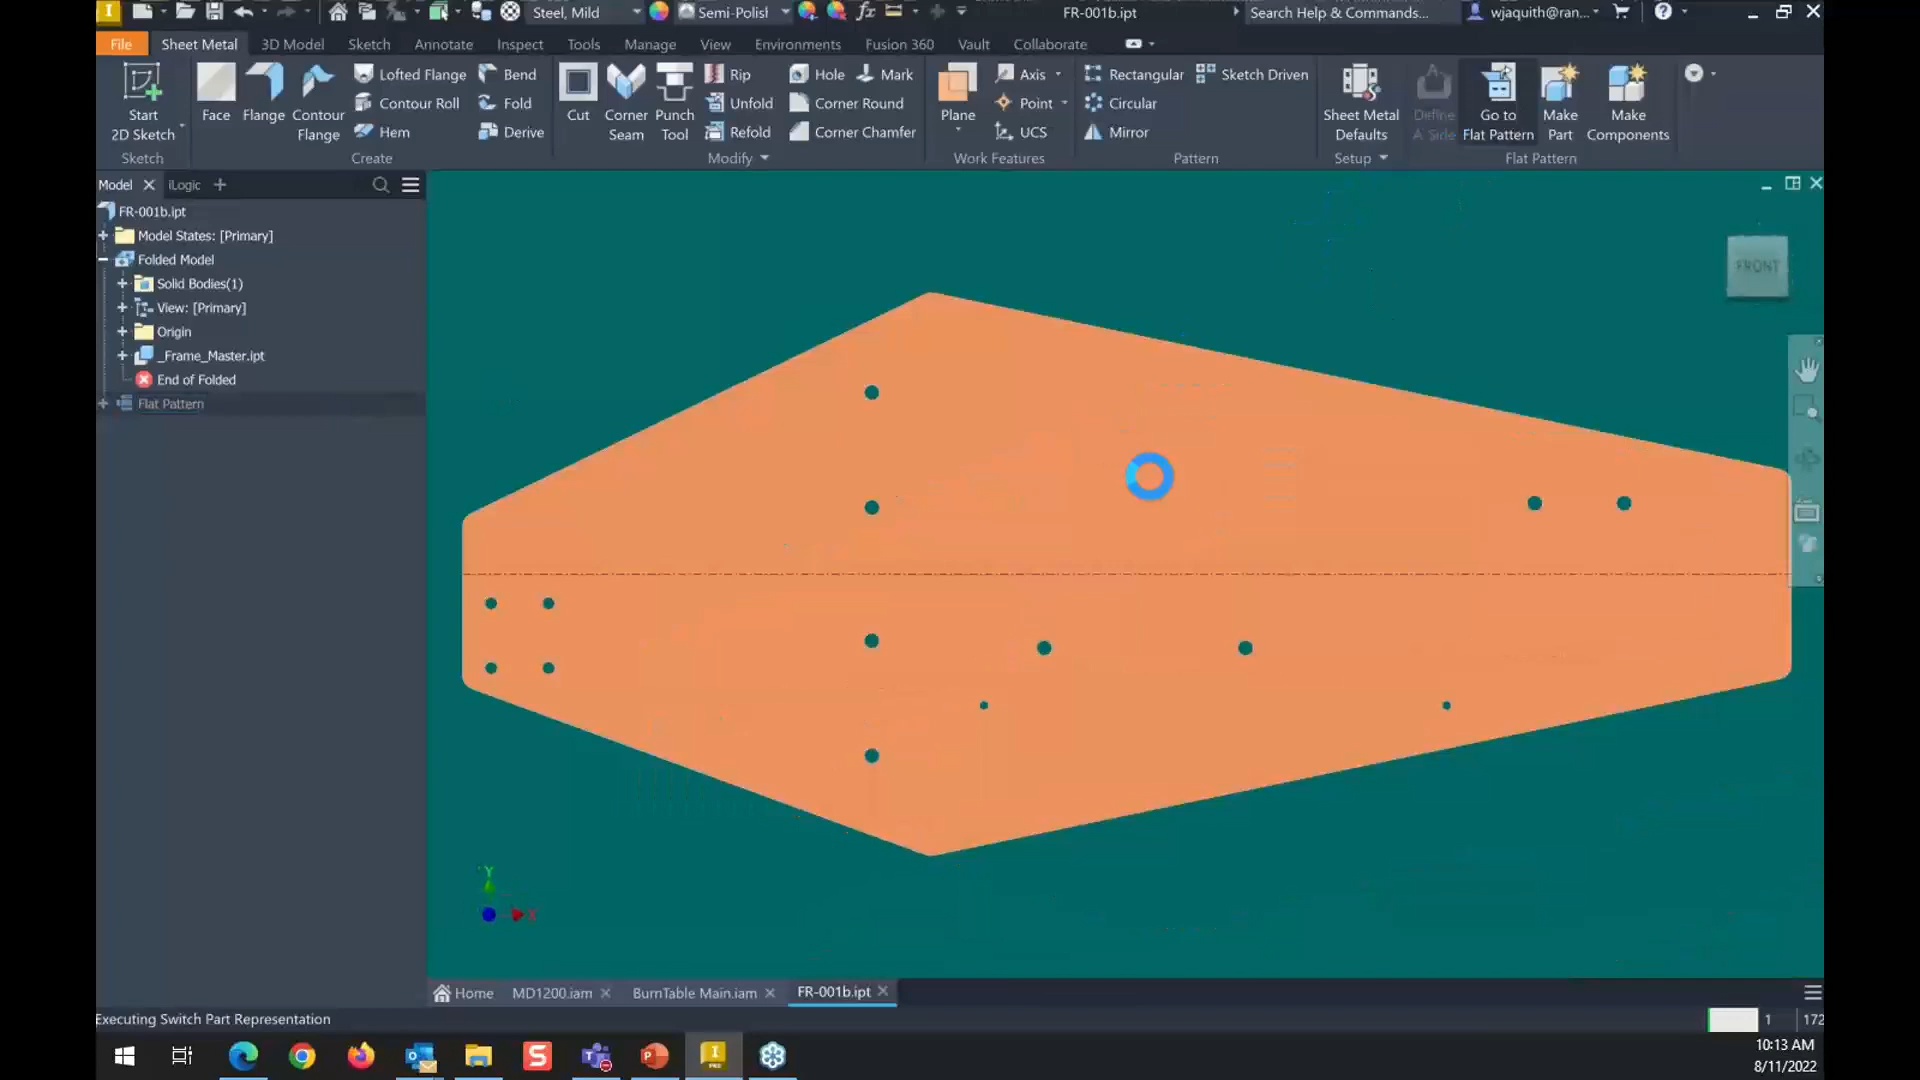 Steel, Mild
Semi-Polisl
FR-001b.ipt
Search Help & Commands...
wjaquith@ran...
File
Sheet Metal
3D Model
Sketch
Annotate
Inspect
Tools
Manage
View
Environments
Fusion 360
Vault
Collaborate
Start
2D Sketch
Sketch
Face
Flange
Contour
Flange
Lofted Flange
Contour Roll
Hem
Bend
Fold
Derive
Create
Cut
Corner
Seam
Punch
Tool
Rip
Unfold
Refold
Hole
Mark
Corner Round
Corner Chamfer
Modify
Plane
Axis
Point
UCS
Work Features
Rectangular
Circular
Mirror
Sketch Driven
Pattern
Sheet Metal
Defaults
Setup
Define
A Side
Go to
Flat Pattern
Make
Part
Make
Components
Flat Pattern
Model
iLogic
FR-001b.ipt
Model States: [Primary]
Folded Model
Solid Bodies(1)
View: [Primary]
Origin
_Frame_Master.ipt
End of Folded
Flat Pattern
FRONT
Y
X
Home
MD1200.iam
BurnTable Main.iam
FR-001b.ipt
Executing Switch Part Representation
1
172
10:13 AM
8/11/2022